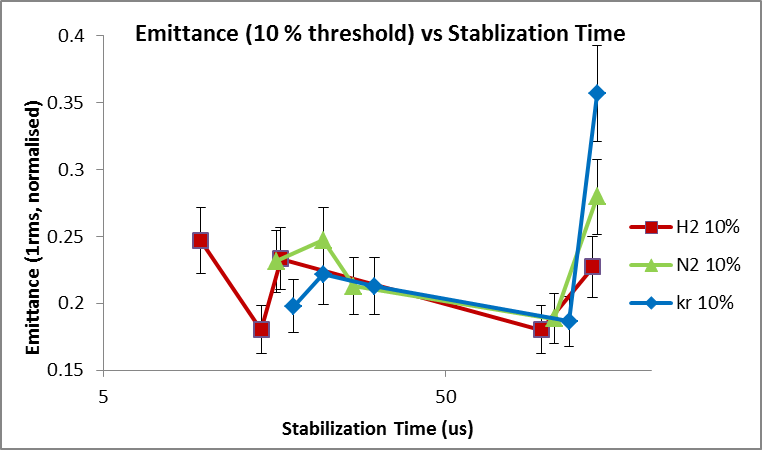 Emittance (10 % threshold) vs Stablization Time
0.4
0.35
0.3
0.25
0.2
0.15
5
50
Emittance (1rms, normalised)
Stabilization Time (us)
H2 10%
N2 10%
kr 10%